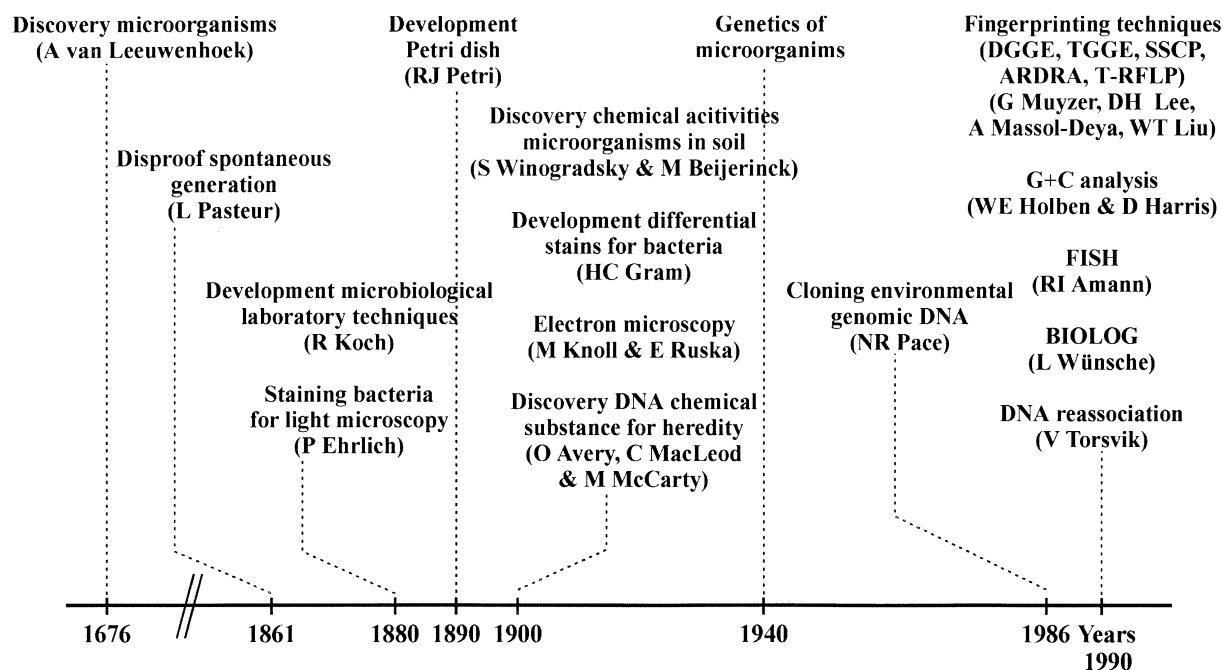 Discovery microorganisms
(A van Leeuwenhoek)
Disproof spontaneous
generation
(L Pasteur)
Development microbiological
laboratory techniques
(R Koch)
Staining bacteria
for light microscopy
(P Ehrlich)
Development
Petri dish
(RJ Petri)
Discovery chemical acitivities
microorganisms in soil
(S Winogradsky & M Beijerinck)
Development differential
stains for bacteria
(HC Gram)
Electron microscopy
(M Knoll & E Ruska)
Discovery DNA chemical
substance for heredity
(O Avery, C MacLeod
& M McCarty)
Genetics of
microorganims
Cloning environmental
genomic DNA
(NR Pace)
Fingerprinting techniques
(DGGE, TGGE, SSCP,
ARDRA, T-RFLP)
(G Muyzer, DH Lee,
A Massol-Deya, WT Liu)
G+C analysis
(WE Holben & D Harris)
FISH
(RI Amann)
BIOLOG
(L Wünsche)
DNA reassociation
(V Torsvik)
1676 1861 1880 1890 1900 1940 1986 Years
1990